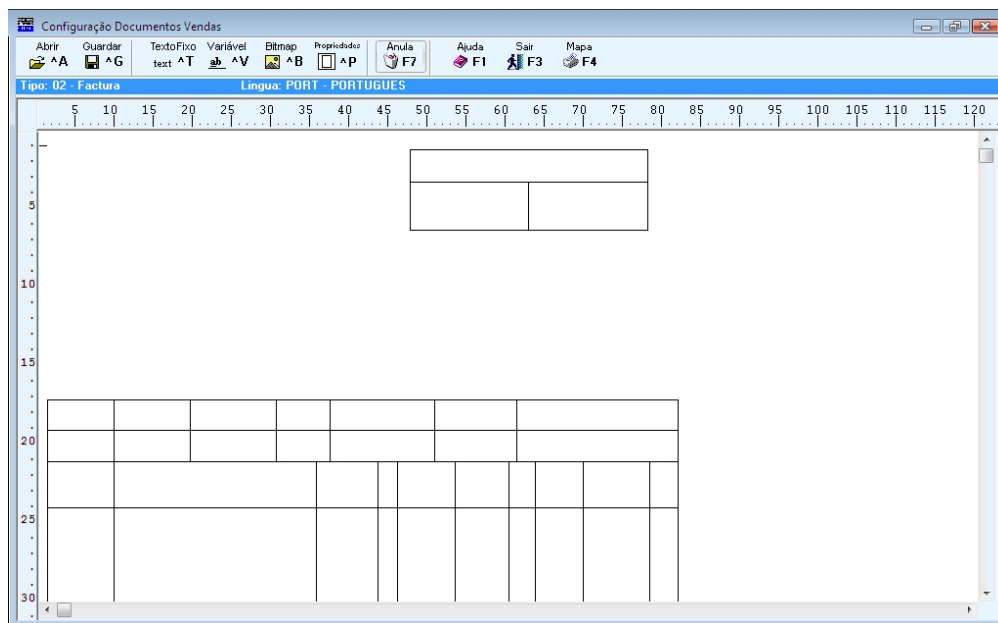 Configuração Documentos Vendas
Abrir Guardar TextoFixo Variável Bitmap Propriedades Anula Ajuda Sair Mapa
^A ^G text ^T ab ^V ^B ^P F7 F1 F3 F4
Tipo: 02 - Factura Lingua: PORT - PORTUGUES
5 10 15 20 25 30 35 40 45 50 55 60 65 70 75 80 85 90 95 100 105 110 115 120
5
10
15
20
25
30